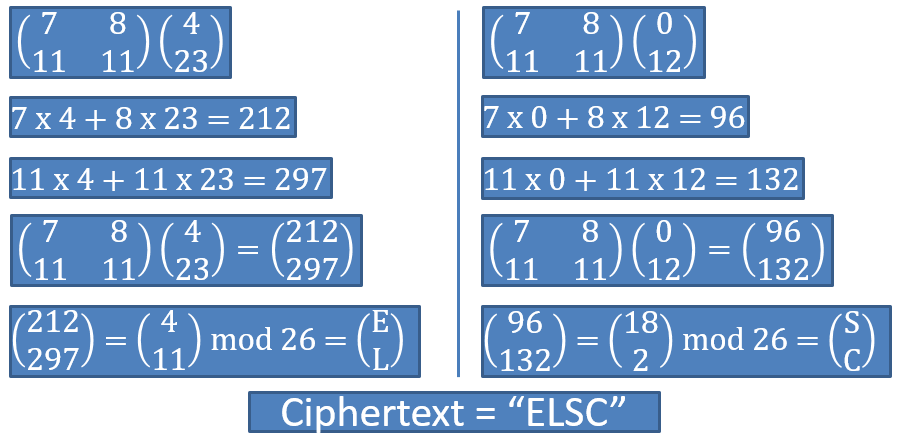 (7 8
11 11)(4
23)
7 x 4 + 8 x 23 = 212
11 x 4 + 11 x 23 = 297
(7 8
11 11)(4
23) = (212
297)
(212
297) = (4
11) mod 26 = (E
L)
(7 8
11 11)(0
12)
7 x 0 + 8 x 12 = 96
11 x 0 + 11 x 12 = 132
(7 8
11 11)(0
12) = (96
132)
(96
132) = (18
2) mod 26 = (S
C)
Ciphertext = “ELSC”